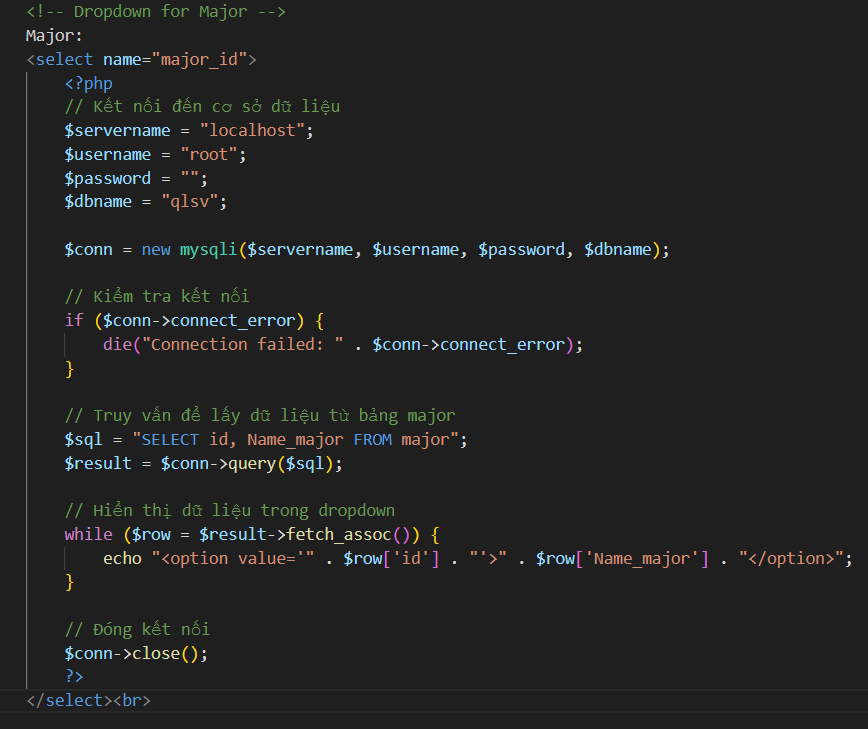 <!-- Dropdown for Major -->
Major:
<select name="major_id">
<?php
// Kết nối đến cơ sở dữ liệu
$servername = "localhost";
$username = "root";
$password = "";
$dbname = "qlsv";
$conn = new mysqli($servername, $username, $password, $dbname);
// Kiểm tra kết nối
if ($conn->connect_error) {
die("Connection failed: " . $conn->connect_error);
}
// Truy vấn để lấy dữ liệu từ bảng major
$sql = "SELECT id, Name_major FROM major";
$result = $conn->query($sql);
// Hiển thị dữ liệu trong dropdown
while ($row = $result->fetch_assoc()) {
echo "<option value='" . $row['id'] . "'>" . $row['Name_major'] . "</option>";
}
// Đóng kết nối
$conn->close();
?>
</select><br>